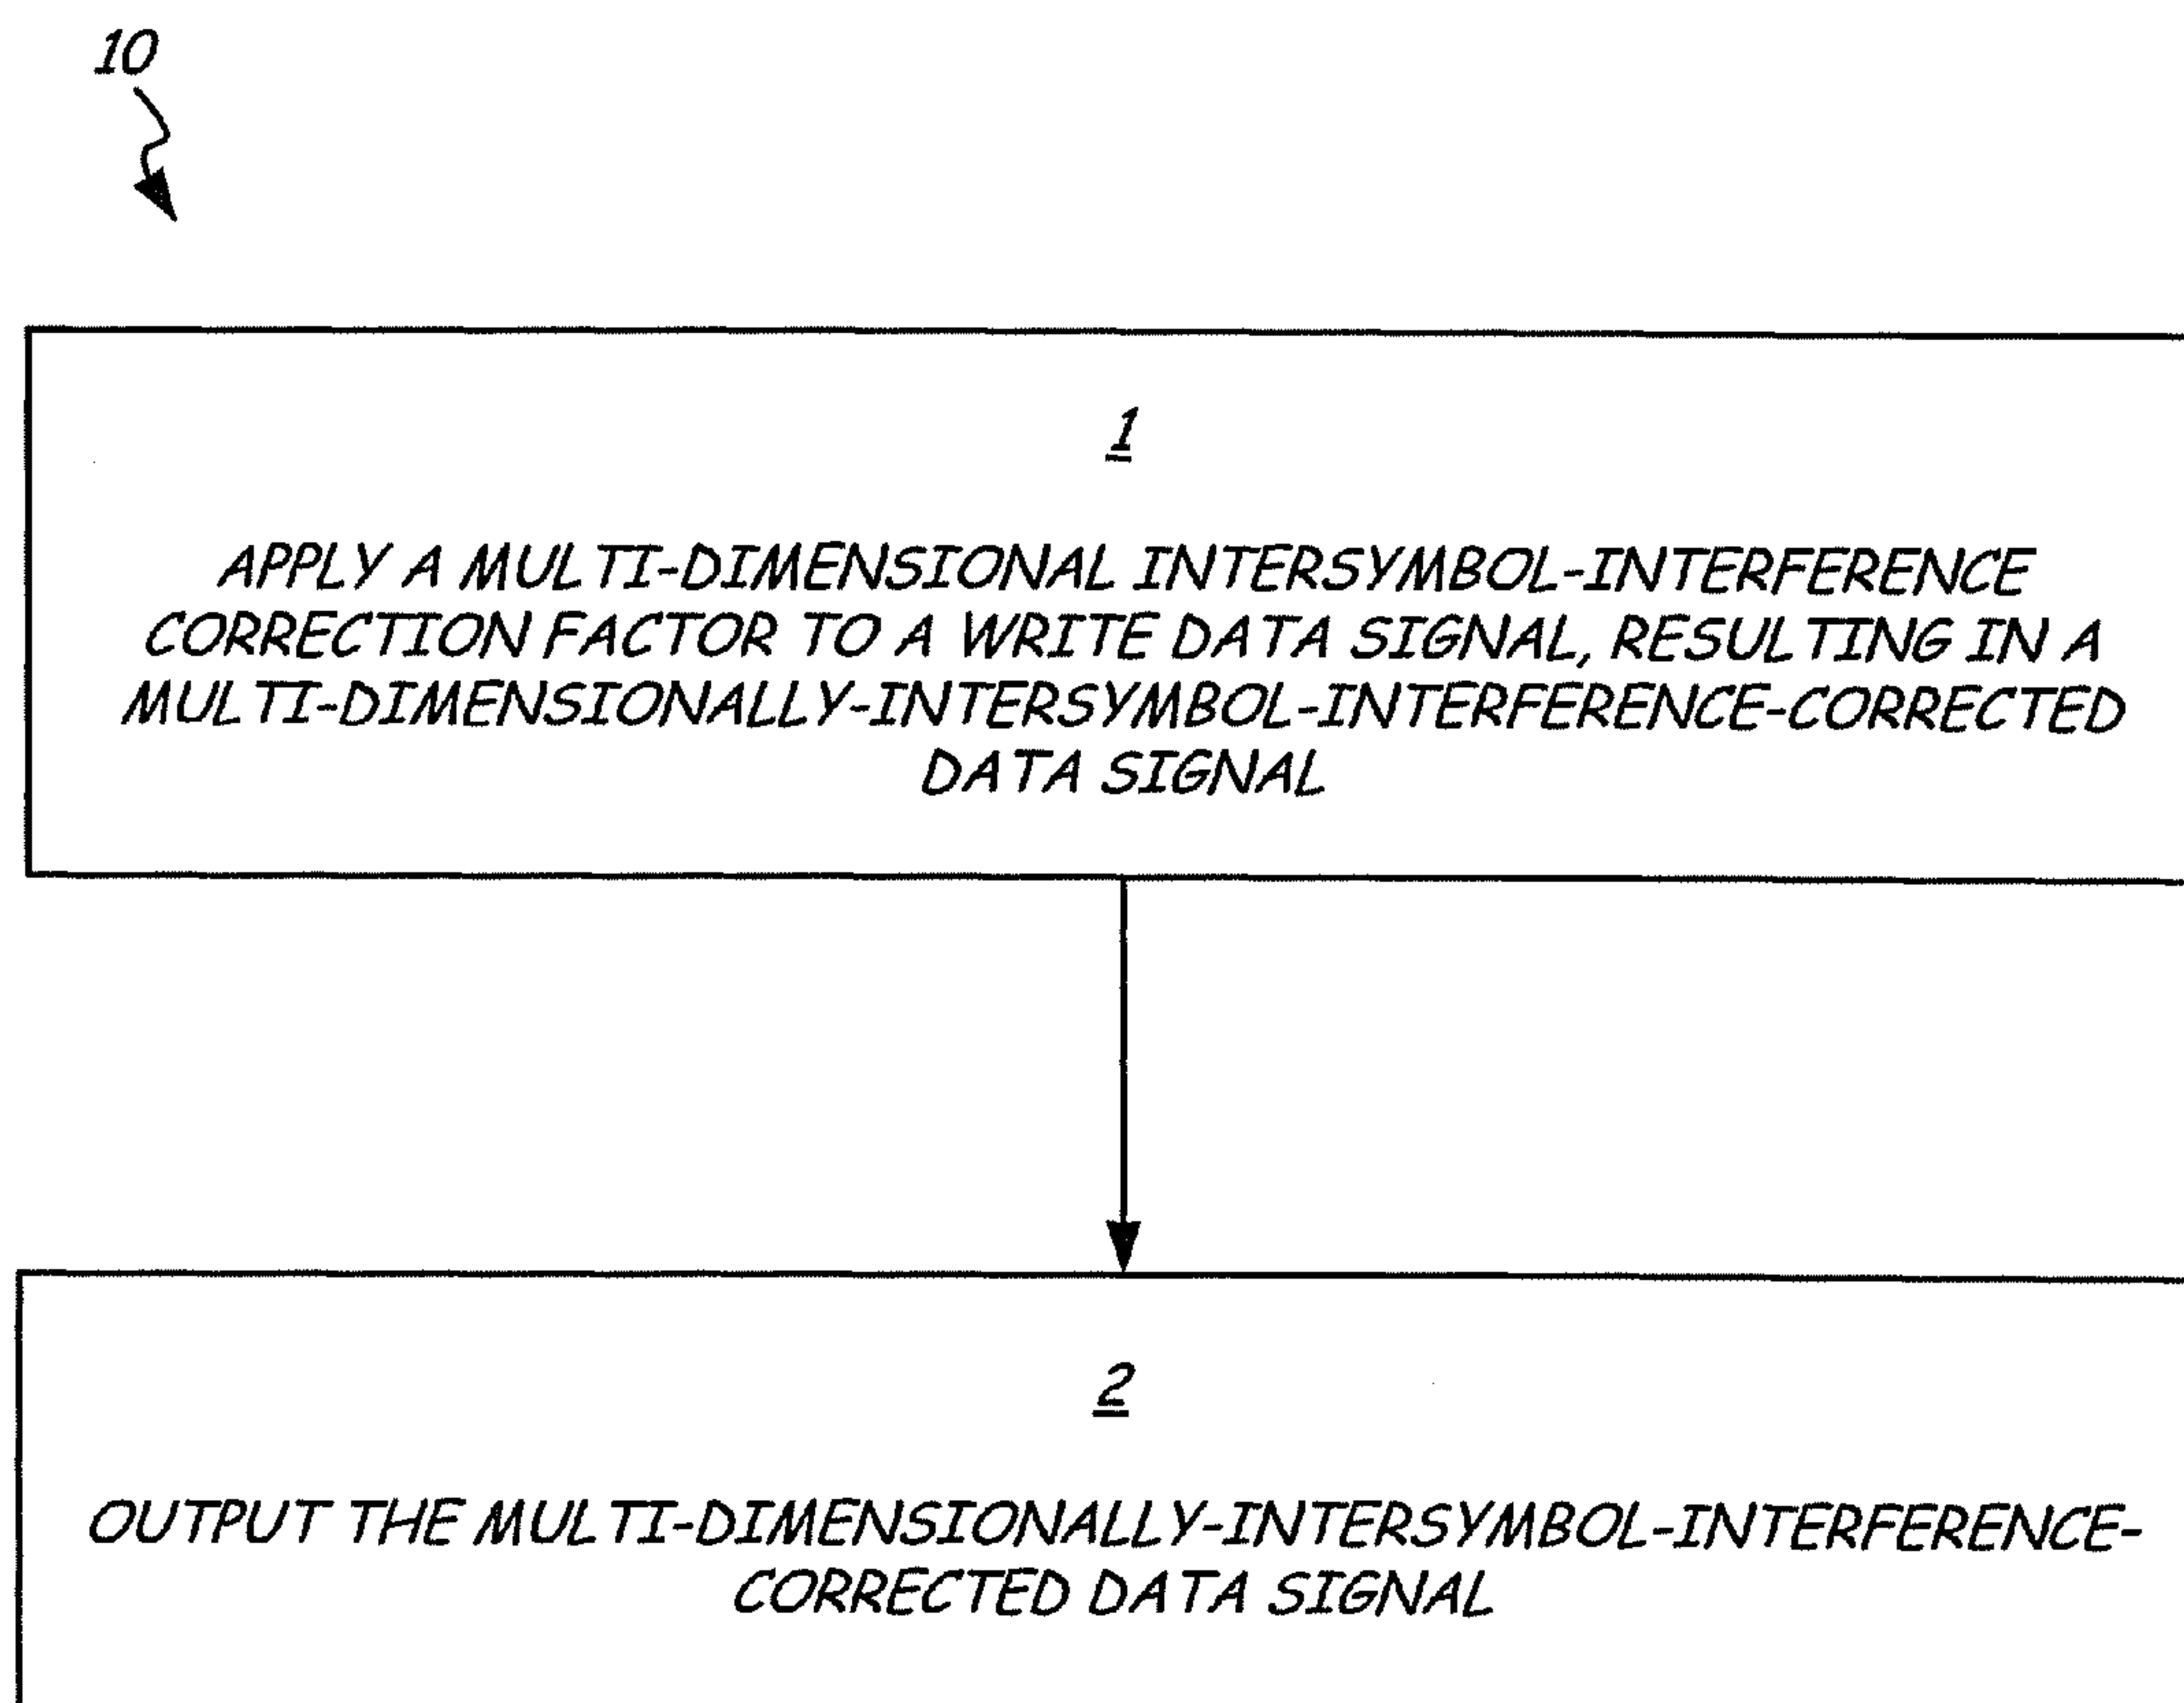 10
1
APPLY A MULTI-DIMENSIONAL INTERSYMBOL-INTERFERENCE
CORRECTION FACTOR TO A WRITE DATA SIGNAL, RESULTING IN A
MULTI-DIMENSIONALLY-INTERSYMBOL-INTERFERENCE-CORRECTED
DATA SIGNAL
2
OUTPUT THE MULTI-DIMENSIONALLY-INTERSYMBOL-INTERFERENCE-
CORRECTED DATA SIGNAL